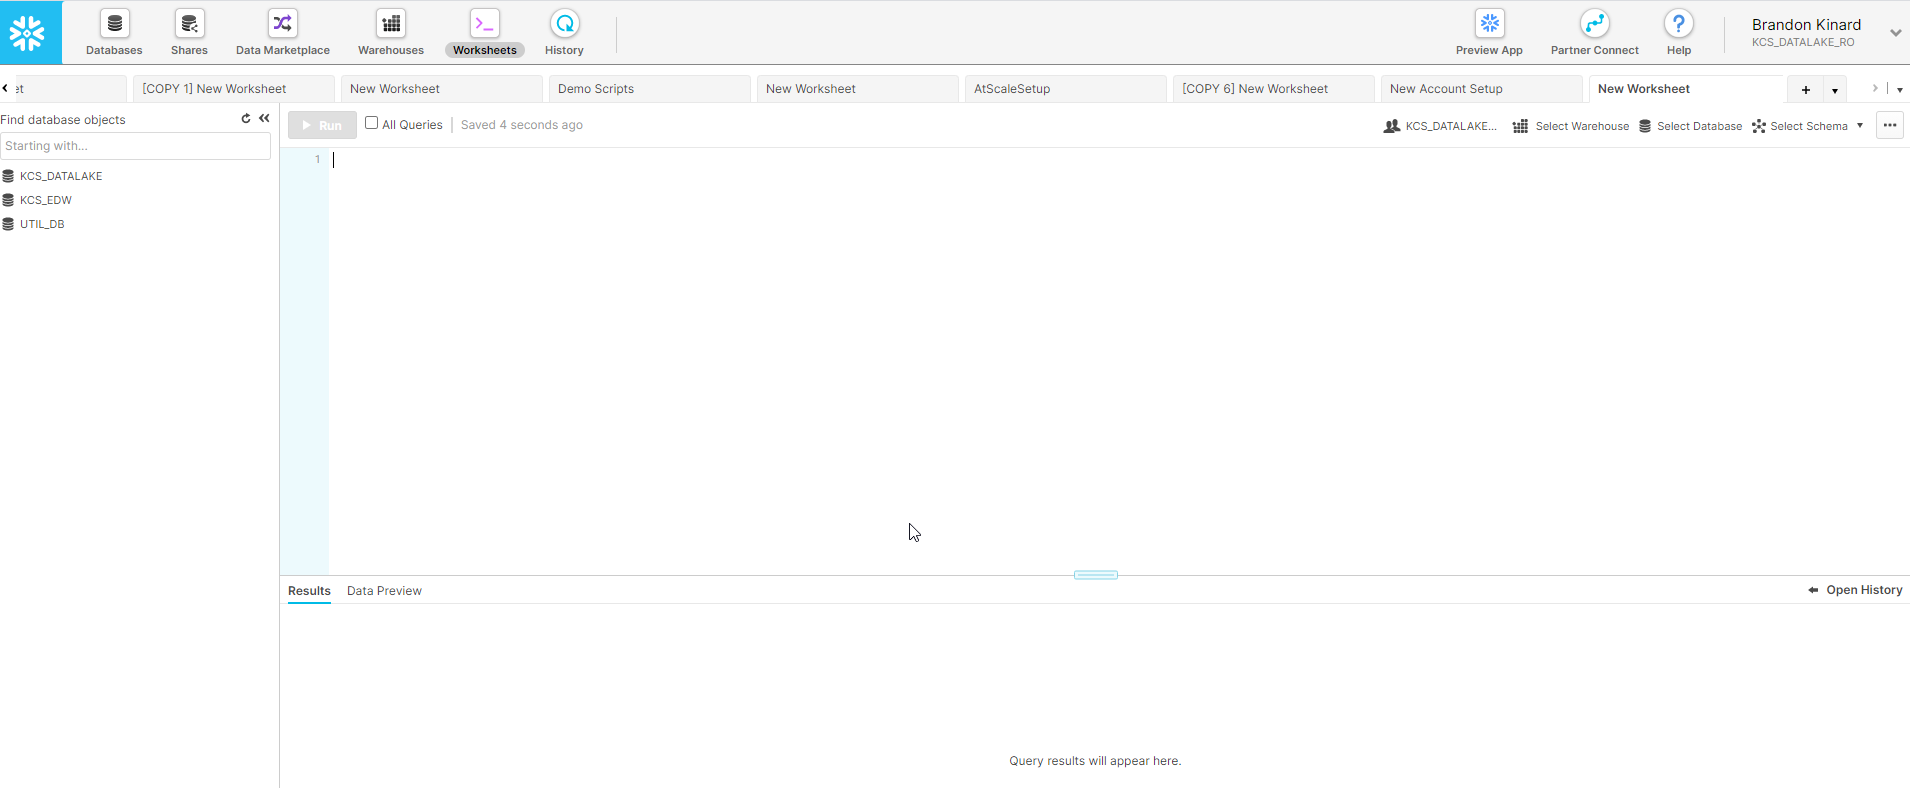 Databases Shares Data Marketplace Warehouses Worksheets History Preview App Partner Connect Help Brandon Kinard
KCS_DATALAKE_RO
et [COPY 1] New Worksheet New Worksheet Demo Scripts New Worksheet AtScaleSetup [COPY 6] New Worksheet New Account Setup New Worksheet +
Find database objects
Starting with...
KCS_DATALAKE
KCS_EDW
UTIL_DB
Run All Queries Saved 4 seconds ago KCS_DATALAKE... Select Warehouse Select Database Select Schema
1
Results Data Preview Open History
Query results will appear here.